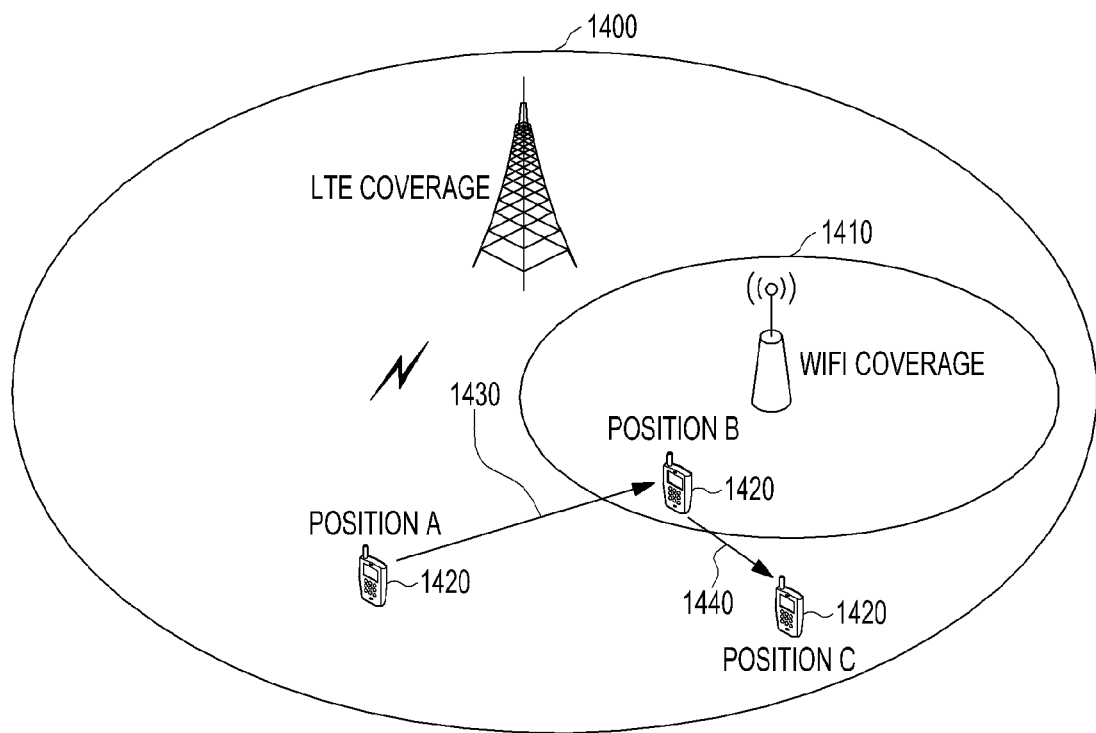 1400
LTE COVERAGE
1410
WIFI COVERAGE
1430
POSITION B
1420
POSITION A
1420
1440
1420
POSITION C